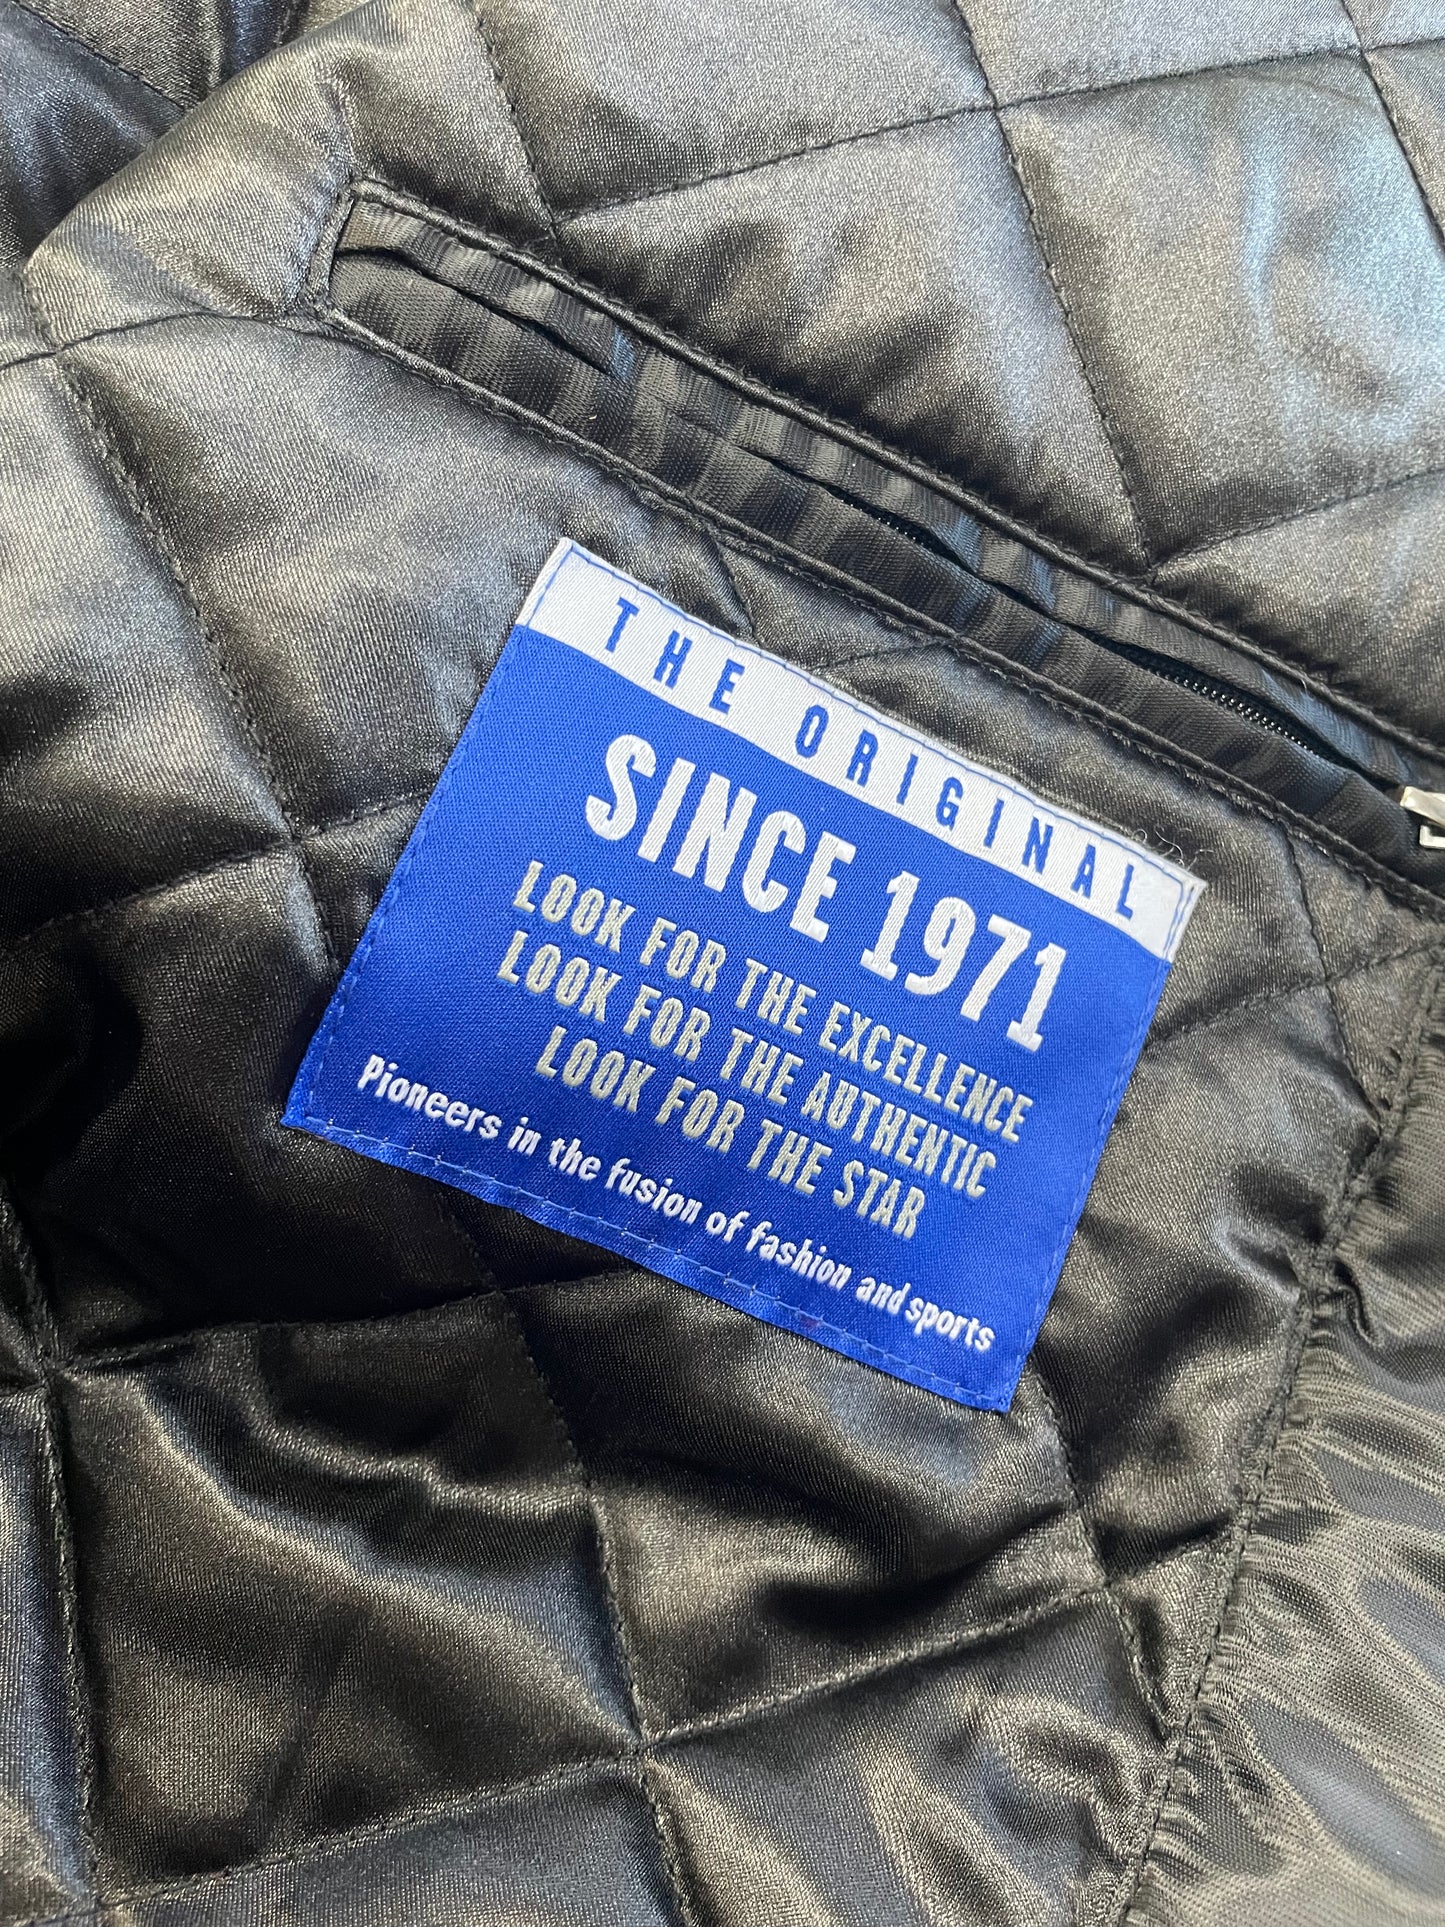 THE ORIGINAL
SINCE 1971
LOOK FOR THE EXCELLENCE
LOOK FOR THE AUTHENTIC
LOOK FOR THE STAR
Pioneers in the fusion of fashion and sports